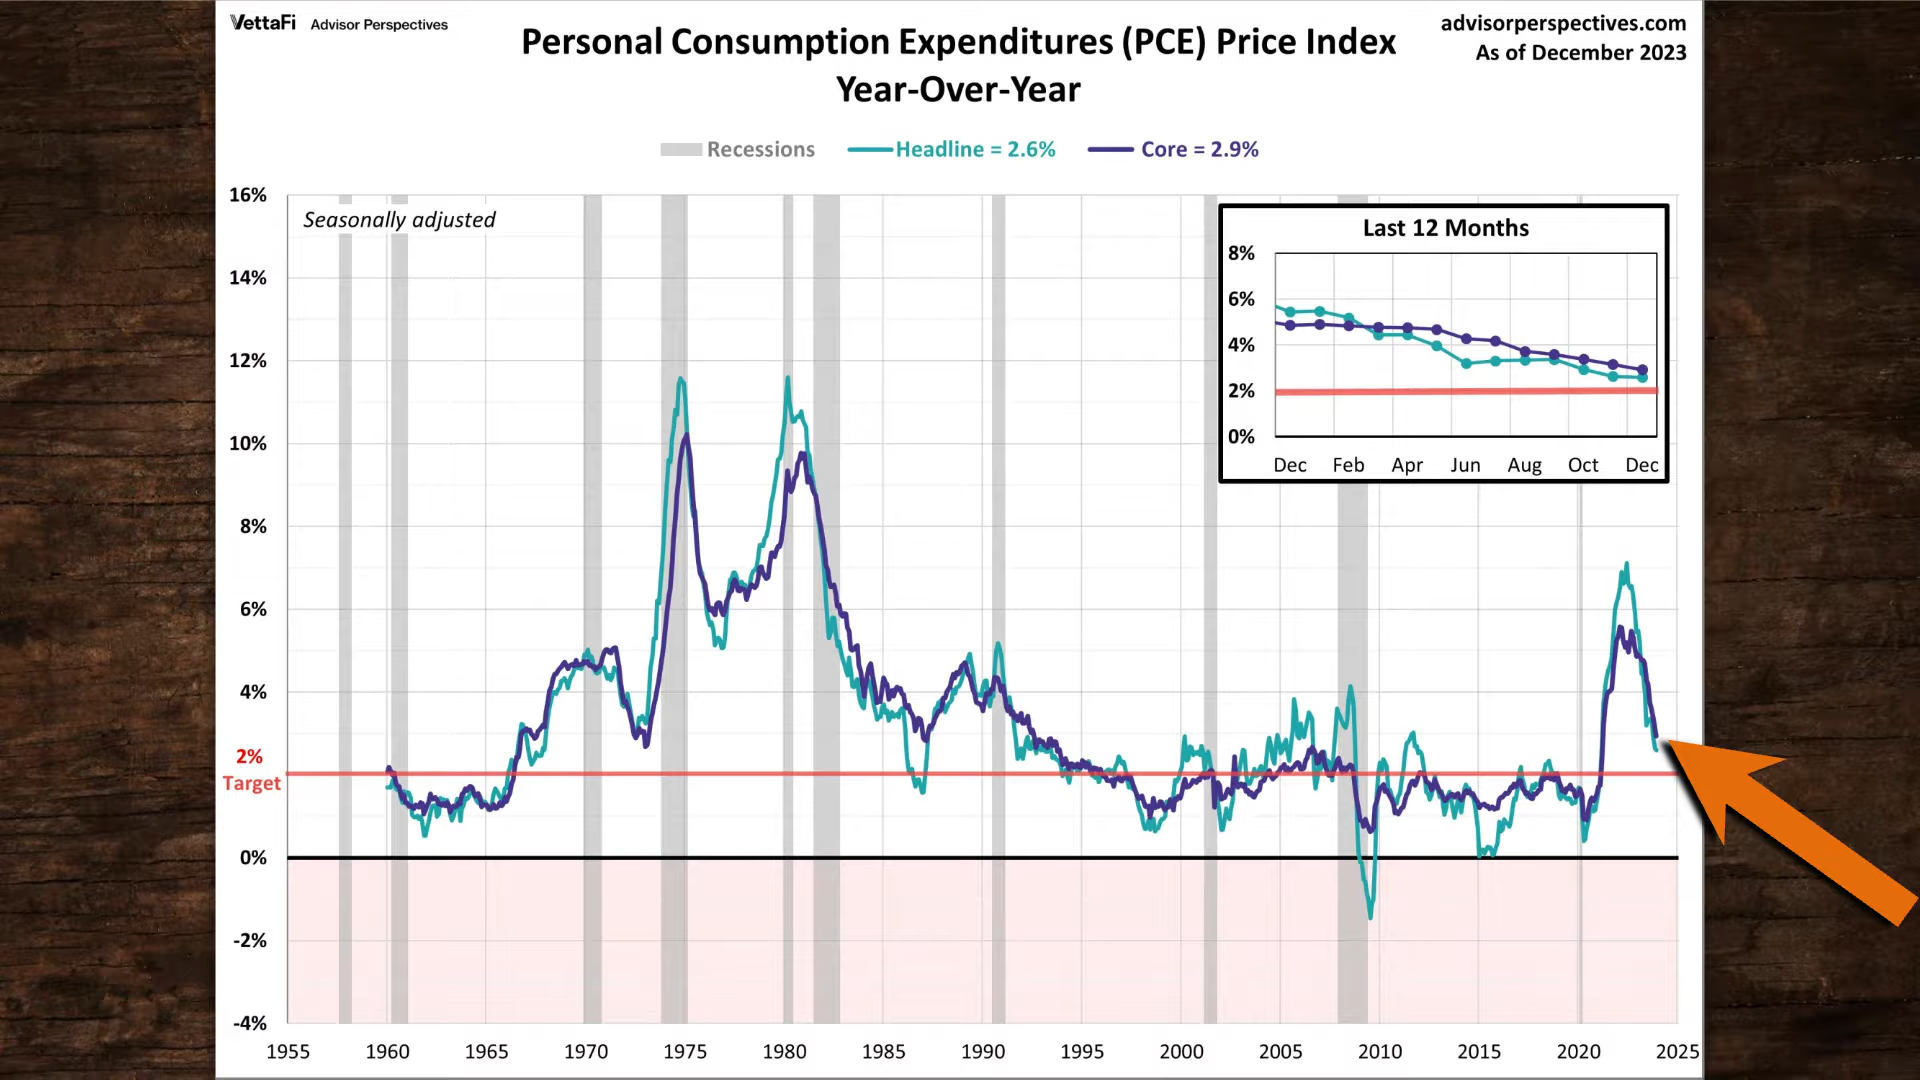 VettaFi Advisor Perspectives
advisorperspectives.com
As of December 2023
Personal Consumption Expenditures (PCE) Price Index
Year-Over-Year
Recessions Headline = 2.6% Core = 2.9%
Seasonally adjusted
16%
14%
12%
10%
8%
6%
4%
2%
Target
0%
-2%
-4%
Last 12 Months
8%
6%
4%
2%
0%
Dec Feb Apr Jun Aug Oct Dec
1955 1960 1965 1970 1975 1980 1985 1990 1995 2000 2005 2010 2015 2020 2025